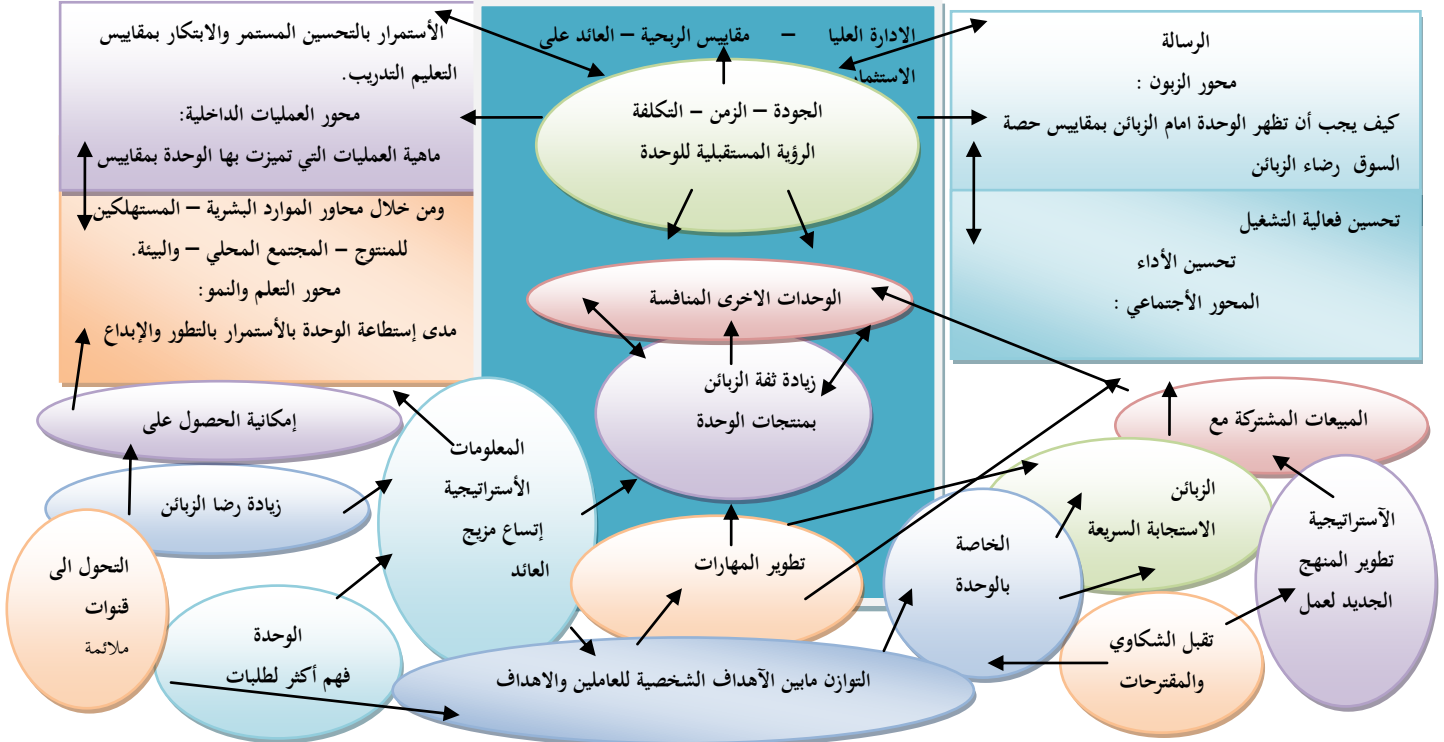 الرسالة
محور الزبون :
كيف يجب أن تظهر الوحدة امام الزبائن بمقاييس حصة
السوق رضاء الزبائن
تحسين فعالية التشغيل
تحسين الأداء
المحور الأجتماعي :
الادارة العليا – مقاييس الربحية – العائد على
الاستثمار
الجودة – الزمن – التكلفة
الرؤية المستقبلية للوحدة
الأستمرار بالتحسين المستمر والابتكار بمقاييس
التعليم التدريب.
محور العمليات الداخلية:
ماهية العمليات التي تميزت بها الوحدة بمقاييس
ومن خلال محاور الموارد البشرية – المستهلكين
للمنتوج – المجتمع المحلي – والبيئة.
محور التعلم والنمو:
مدى إستطاعة الوحدة بالأستمرار بالتطور والإبداع
الوحدات الاخرى المنافسة
زيادة ثفة الزبائن
بمنتجات الوحدة
المبيعات المشتركة مع
الزبائن
الاستجابة السريعة
الآستراتيجية
تطوير المنهج
الجديد لعمل
الخاصة
بالوحدة
تقبل الشكاوي
والمقترحات
تطوير المهارات
التوازن مابين الآهداف الشخصية للعاملين والاهداف
المعلومات
الأستراتيجية
إتساع مزيج
العائد
إمكانية الحصول على
زيادة رضا الزبائن
التحول الى
قنوات
ملائمة
الوحدة
فهم أكثر لطلبات